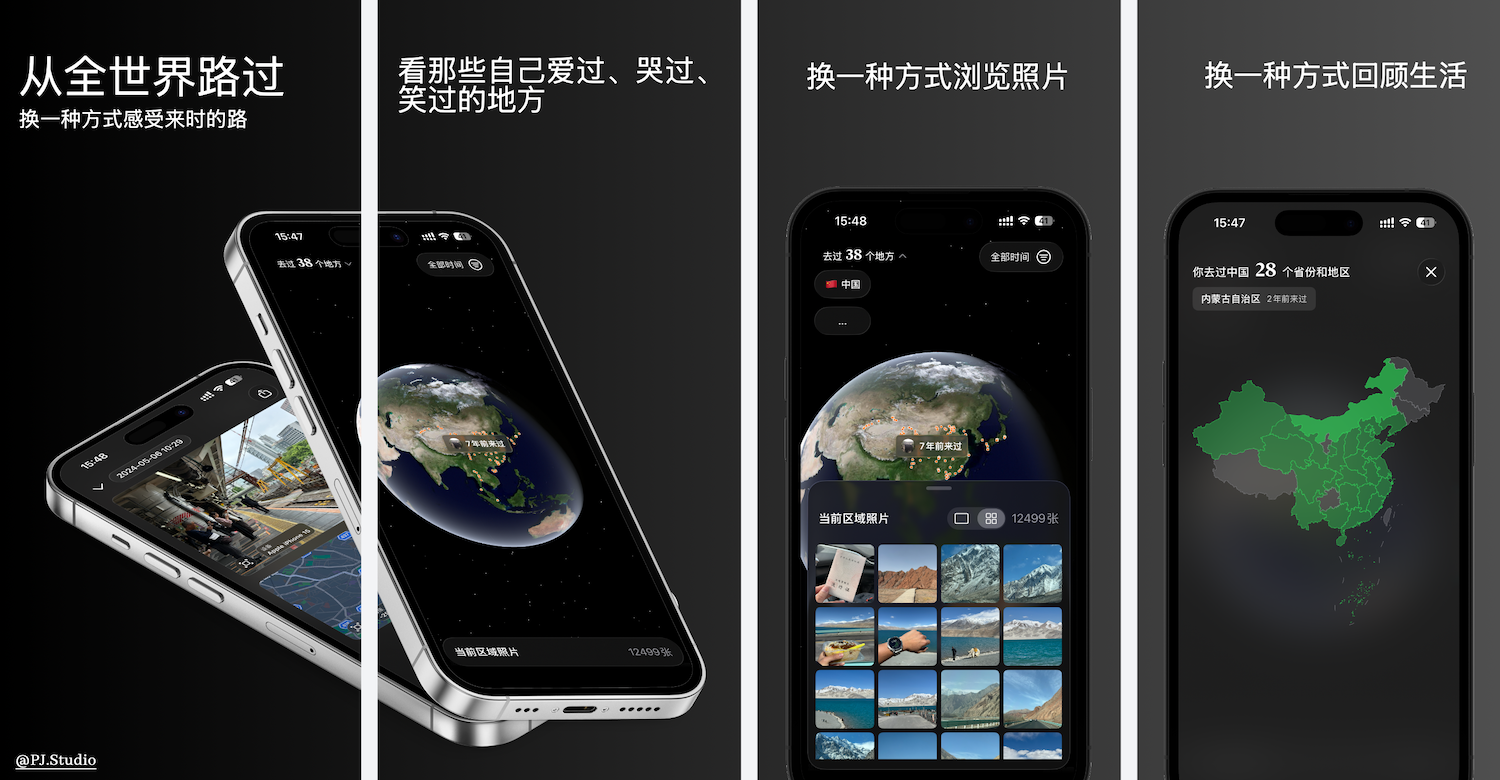 从全世界路过
换一种方式感受来时的路
15:48
2024-05-06 10:29
Apple iPhone 15
@PJ.Studio
看那些自己爱过、哭过、
笑过的地方
15:47
41
去过 38 个地方
全部时间
7年前来过
当前区域照片
12499张
换一种方式浏览照片
15:48
41
去过 38 个地方
全部时间
中国
...
7年前来过
当前区域照片
12499张
换一种方式回顾生活
15:47
41
你去过中国 28 个省份和地区
内蒙古自治区 2年前来过